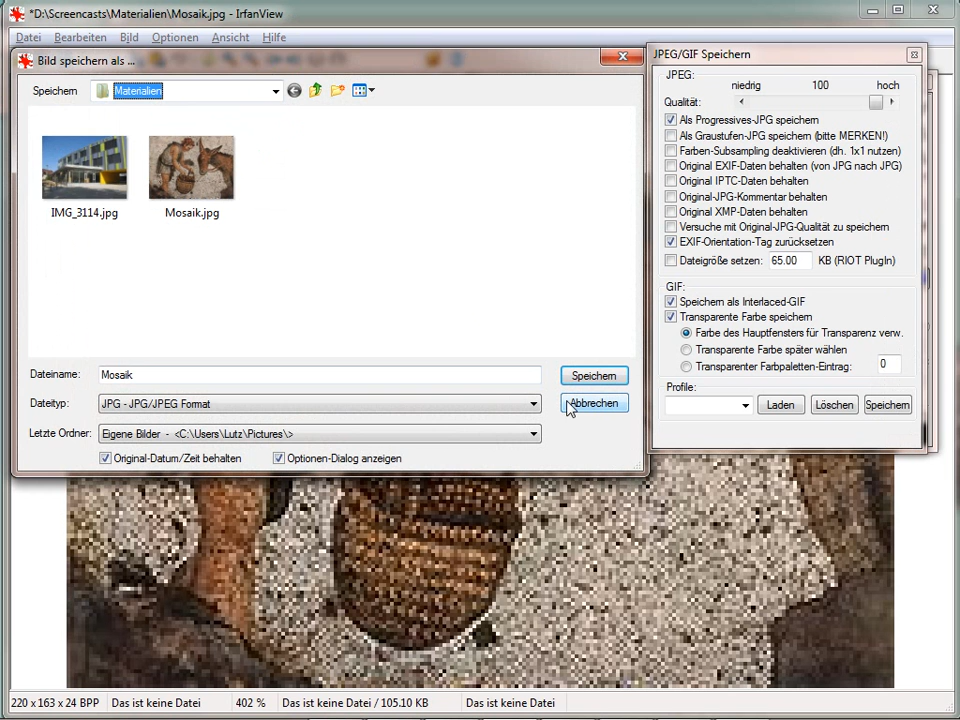 *D:\Screencasts\Materialien\Mosaik.jpg - IrfanView
Datei Bearbeiten Bild Optionen Ansicht Hilfe
Bild speichern als ...
Speichern Materialien
IMG_3114.jpg Mosaik.jpg
Dateiname: Mosaik Speichern
Dateityp: JPG - JPG/JPEG Format Abbrechen
Letzte Ordner: Eigene Bilder - <C:\Users\Lutz\Pictures\>
Original-Datum/Zeit behalten Optionen-Dialog anzeigen
JPEG/GIF Speichern
JPEG:
niedrig 100 hoch
Qualität:
Als Progressives-JPG speichern
Als Graustufen-JPG speichern (bitte MERKEN!)
Farben-Subsampling deaktivieren (dh. 1x1 nutzen)
Original EXIF-Daten behalten (von JPG nach JPG)
Original IPTC-Daten behalten
Original-JPG-Kommentar behalten
Original XMP-Daten behalten
Versuche mit Original-JPG-Qualität zu speichern
EXIF-Orientation-Tag zurücksetzen
Dateigröße setzen: 65.00 KB (RIOT PlugIn)
GIF:
Speichern als Interlaced-GIF
Transparente Farbe speichern
Farbe des Hauptfensters für Transparenz verw.
Transparente Farbe später wählen
Transparenter Farbpaletten-Eintrag: 0
Profile:
Laden Löschen Speichern
220 x 163 x 24 BPP Das ist keine Datei 402 % Das ist keine Datei / 105.10 KB Das ist keine Datei